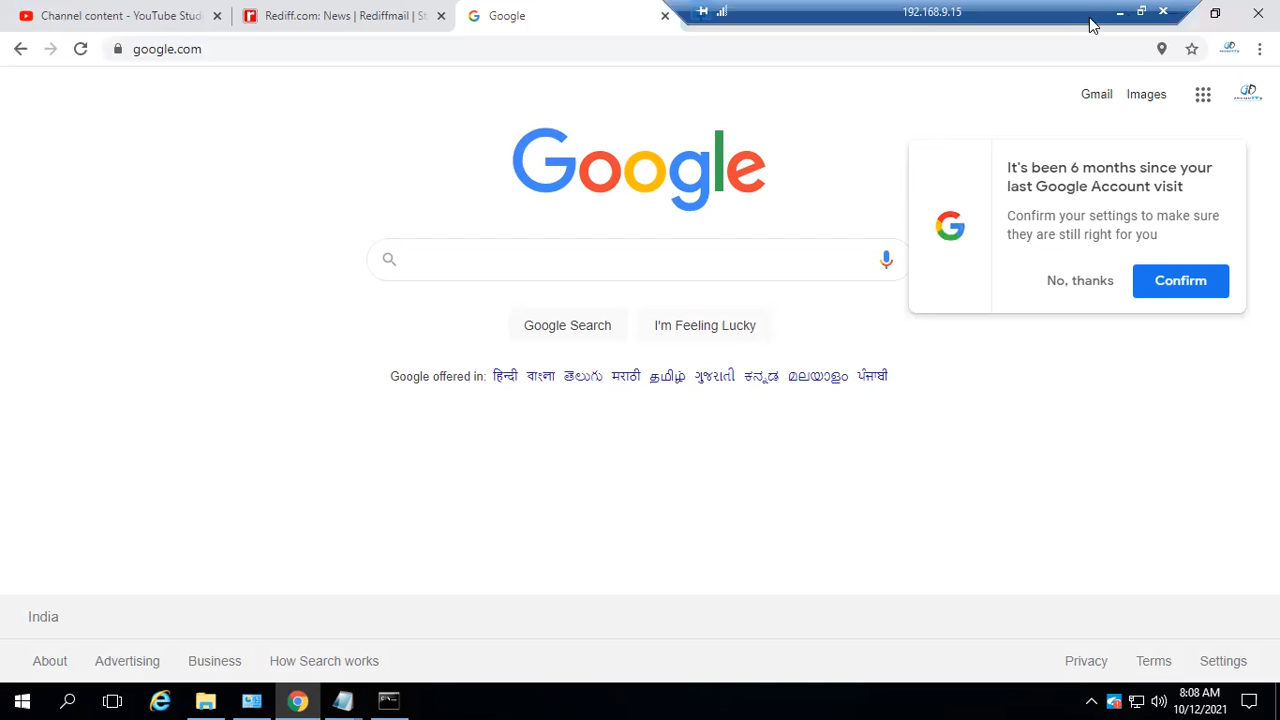 Channel content - YouTube Stud
Rediff.com: News | Rediffmail | S
Google
192.168.9.15
google.com
Gmail Images
Google
It's been 6 months since your
last Google Account visit
Confirm your settings to make sure
they are still right for you
No, thanks Confirm
Google Search I'm Feeling Lucky
Google offered in: हिन्दी বাংলা తెలుగు मराठी தமிழ் ગુજરાતી ಕನ್ನಡ മലയാളം ਪੰਜਾਬੀ
India
About Advertising Business How Search works
Privacy Terms Settings
8:08 AM
10/12/2021